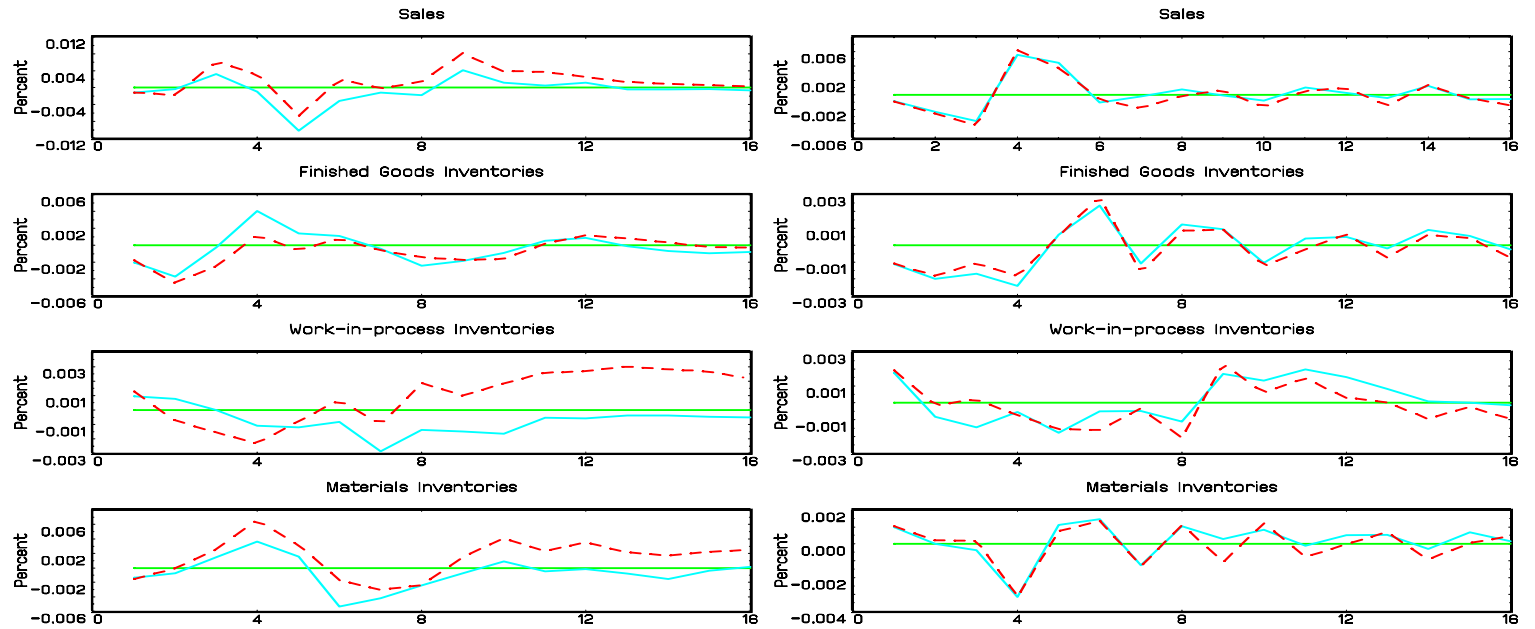 Sales
Percent
0.012
0.004
−0.004
−0.012
0 4 8 12 16
Finished Goods Inventories
Percent
0.006
0.002
−0.002
−0.006
0 4 8 12 16
Work−in−process Inventories
Percent
0.003
0.001
−0.001
−0.003
0 4 8 12 16
Materials Inventories
Percent
0.006
0.002
−0.002
−0.006
0 4 8 12 16
Sales
Percent
0.006
0.002
−0.002
−0.006
0 2 4 6 8 10 12 14 16
Finished Goods Inventories
Percent
0.003
0.001
−0.001
−0.003
0 4 8 12 16
Work−in−process Inventories
Percent
0.003
0.001
−0.001
−0.003
0 4 8 12 16
Materials Inventories
Percent
0.002
0.000
−0.002
−0.004
0 4 8 12 16